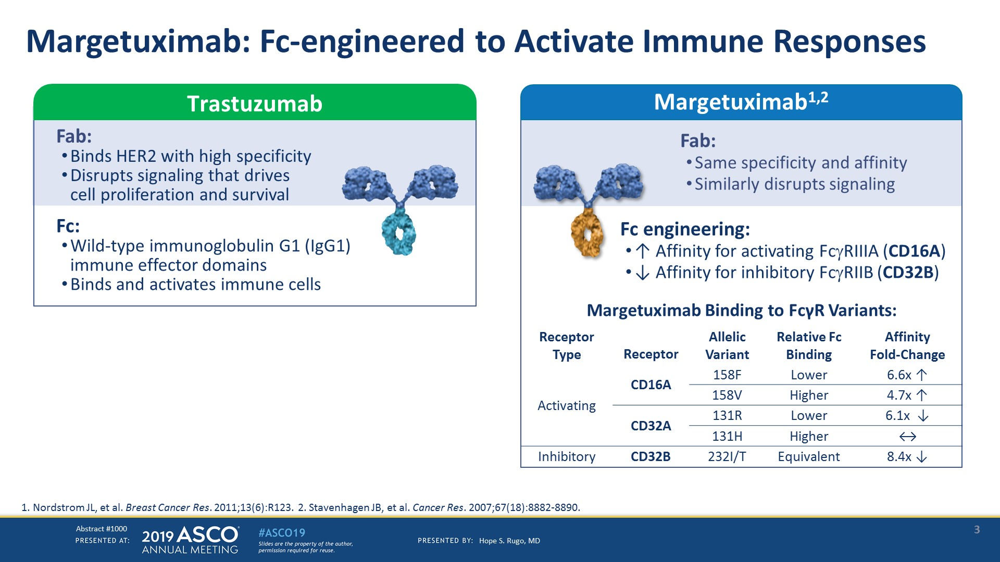 Margetuximab: Fc-engineered to Activate Immune Responses
Trastuzumab
Fab:
• Binds HER2 with high specificity
• Disrupts signaling that drives
cell proliferation and survival
Fc:
• Wild-type immunoglobulin G1 (IgG1)
immune effector domains
• Binds and activates immune cells
Margetuximab1,2
Fab:
• Same specificity and affinity
• Similarly disrupts signaling
Fc engineering:
• ↑ Affinity for activating FcγRIIIA (CD16A)
• ↓ Affinity for inhibitory FcγRIIB (CD32B)
Margetuximab Binding to FcγR Variants:
Receptor Type Receptor Allelic Variant Relative Fc Binding Affinity Fold-Change
Activating CD16A 158F Lower 6.6x ↑
158V Higher 4.7x ↑
CD32A 131R Lower 6.1x ↓
131H Higher ↔
Inhibitory CD32B 232I/T Equivalent 8.4x ↓
1. Nordstrom JL, et al. Breast Cancer Res. 2011;13(6):R123. 2. Stavenhagen JB, et al. Cancer Res. 2007;67(18):8882-8890.
Abstract #1000
PRESENTED AT:
2019 ASCO®
ANNUAL MEETING
#ASCO19
Slides are the property of the author,
permission required for reuse.
PRESENTED BY: Hope S. Rugo, MD
3